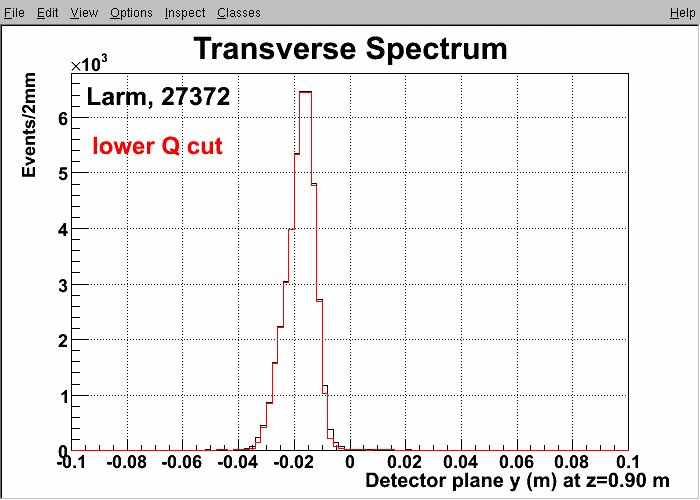 File Edit View Options Inspect Classes Help
Transverse Spectrum
×10³
Events/2mm
Larm, 27372
lower Q cut
6
5
4
3
2
1
0
-0.1 -0.08 -0.06 -0.04 -0.02 0 0.02 0.04 0.06 0.08 0.1
Detector plane y (m) at z=0.90 m